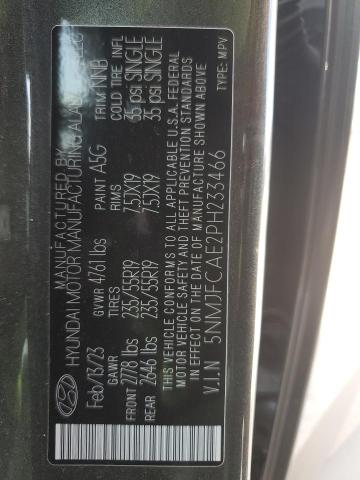 MANUFACTURED BY
HYUNDAI MOTOR MANUFACTURING ALABAMA, LLC
Feb/13/23 GVWR 4761 lbs PAINT A5G TRIM NNB
GAWR TIRES RIMS COLD TIRE INFL
FRONT 2778 lbs 235/55R19 7.5JX19 35 psi SINGLE
REAR 2646 lbs 235/55R19 7.5JX19 35 psi SINGLE
THIS VEHICLE CONFORMS TO ALL APPLICABLE U.S.A. FEDERAL
MOTOR VEHICLE SAFETY AND THEFT PREVENTION STANDARDS
IN EFFECT ON THE DATE OF MANUFACTURE SHOWN ABOVE
V.I.N 5NMJFCAE2PH233466 TYPE: MPV